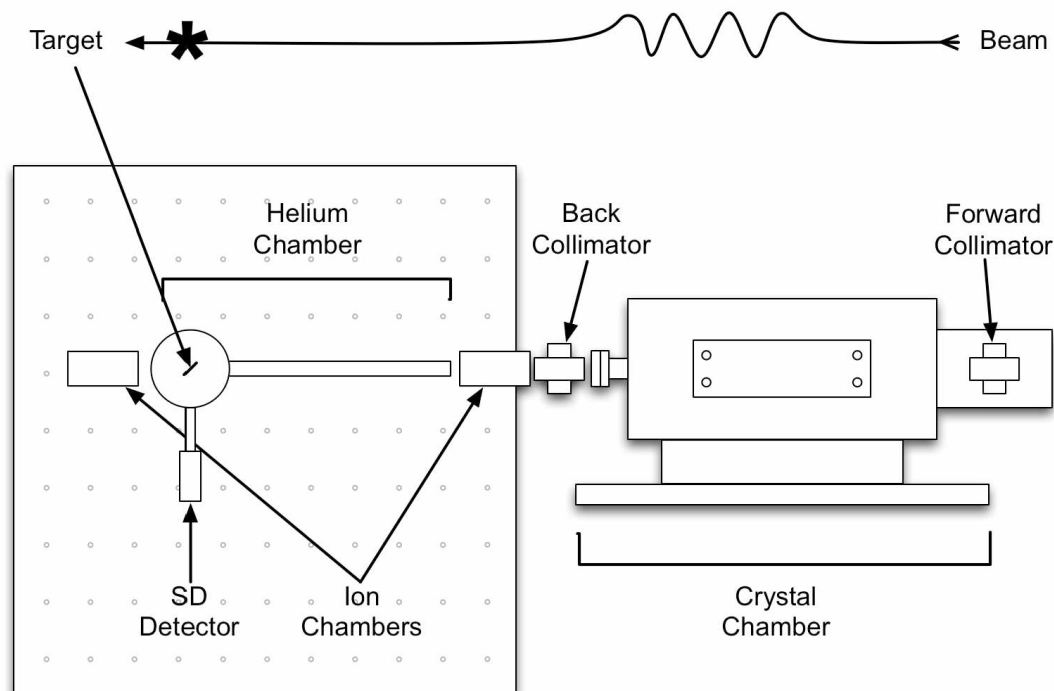 Target
Beam
Helium
Chamber
Back
Collimator
Forward
Collimator
SD
Detector
Ion
Chambers
Crystal
Chamber